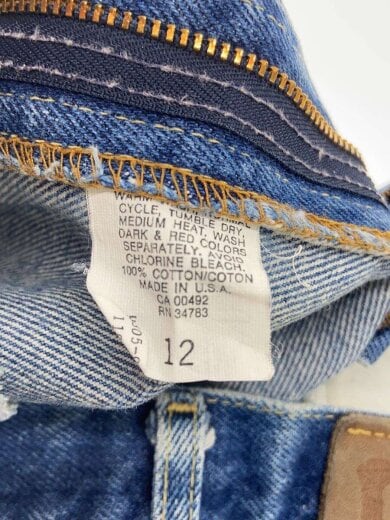 CYCLE, TUMBLE DRY
MEDIUM HEAT. WASH
DARK & RED COLORS
SEPARATELY. AVOID
CHLORINE BLEACH.
100% COTTON/COTON
MADE IN U.S.A.
CA 00492
RN 34783
12